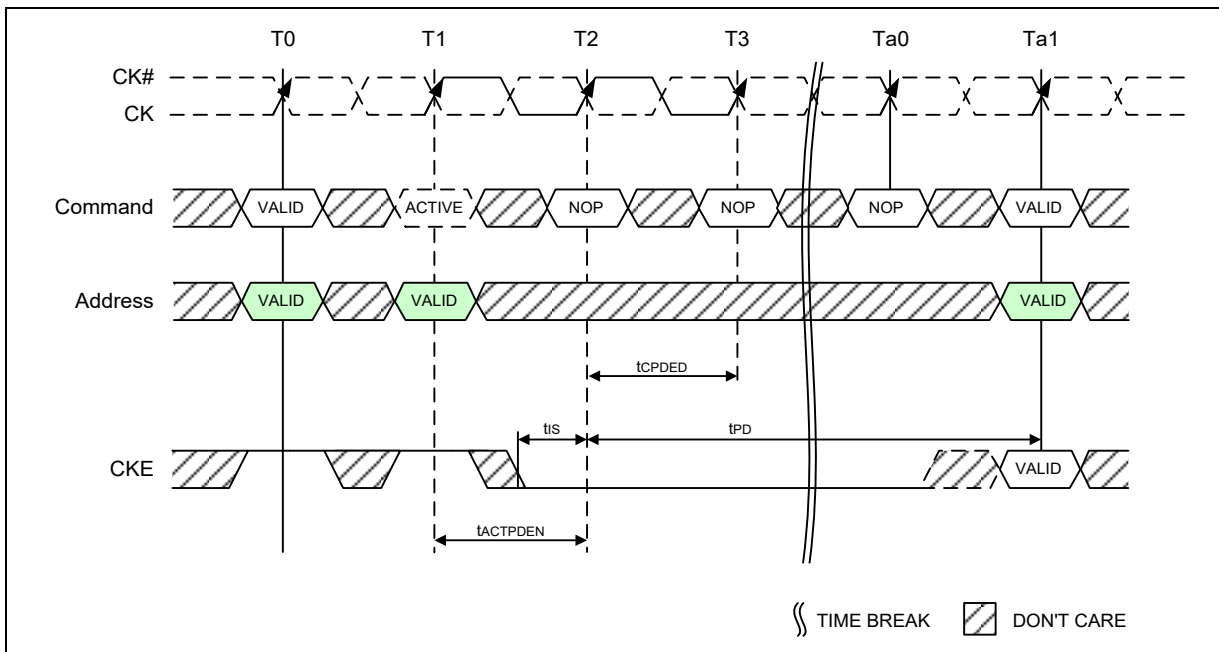 T0 T1 T2 T3 Ta0 Ta1
CK#
CK
Command VALID ACTIVE NOP NOP NOP VALID
Address VALID VALID VALID
tCPDED
tIS tPD
CKE VALID
tACTPDEN
TIME BREAK DON'T CARE